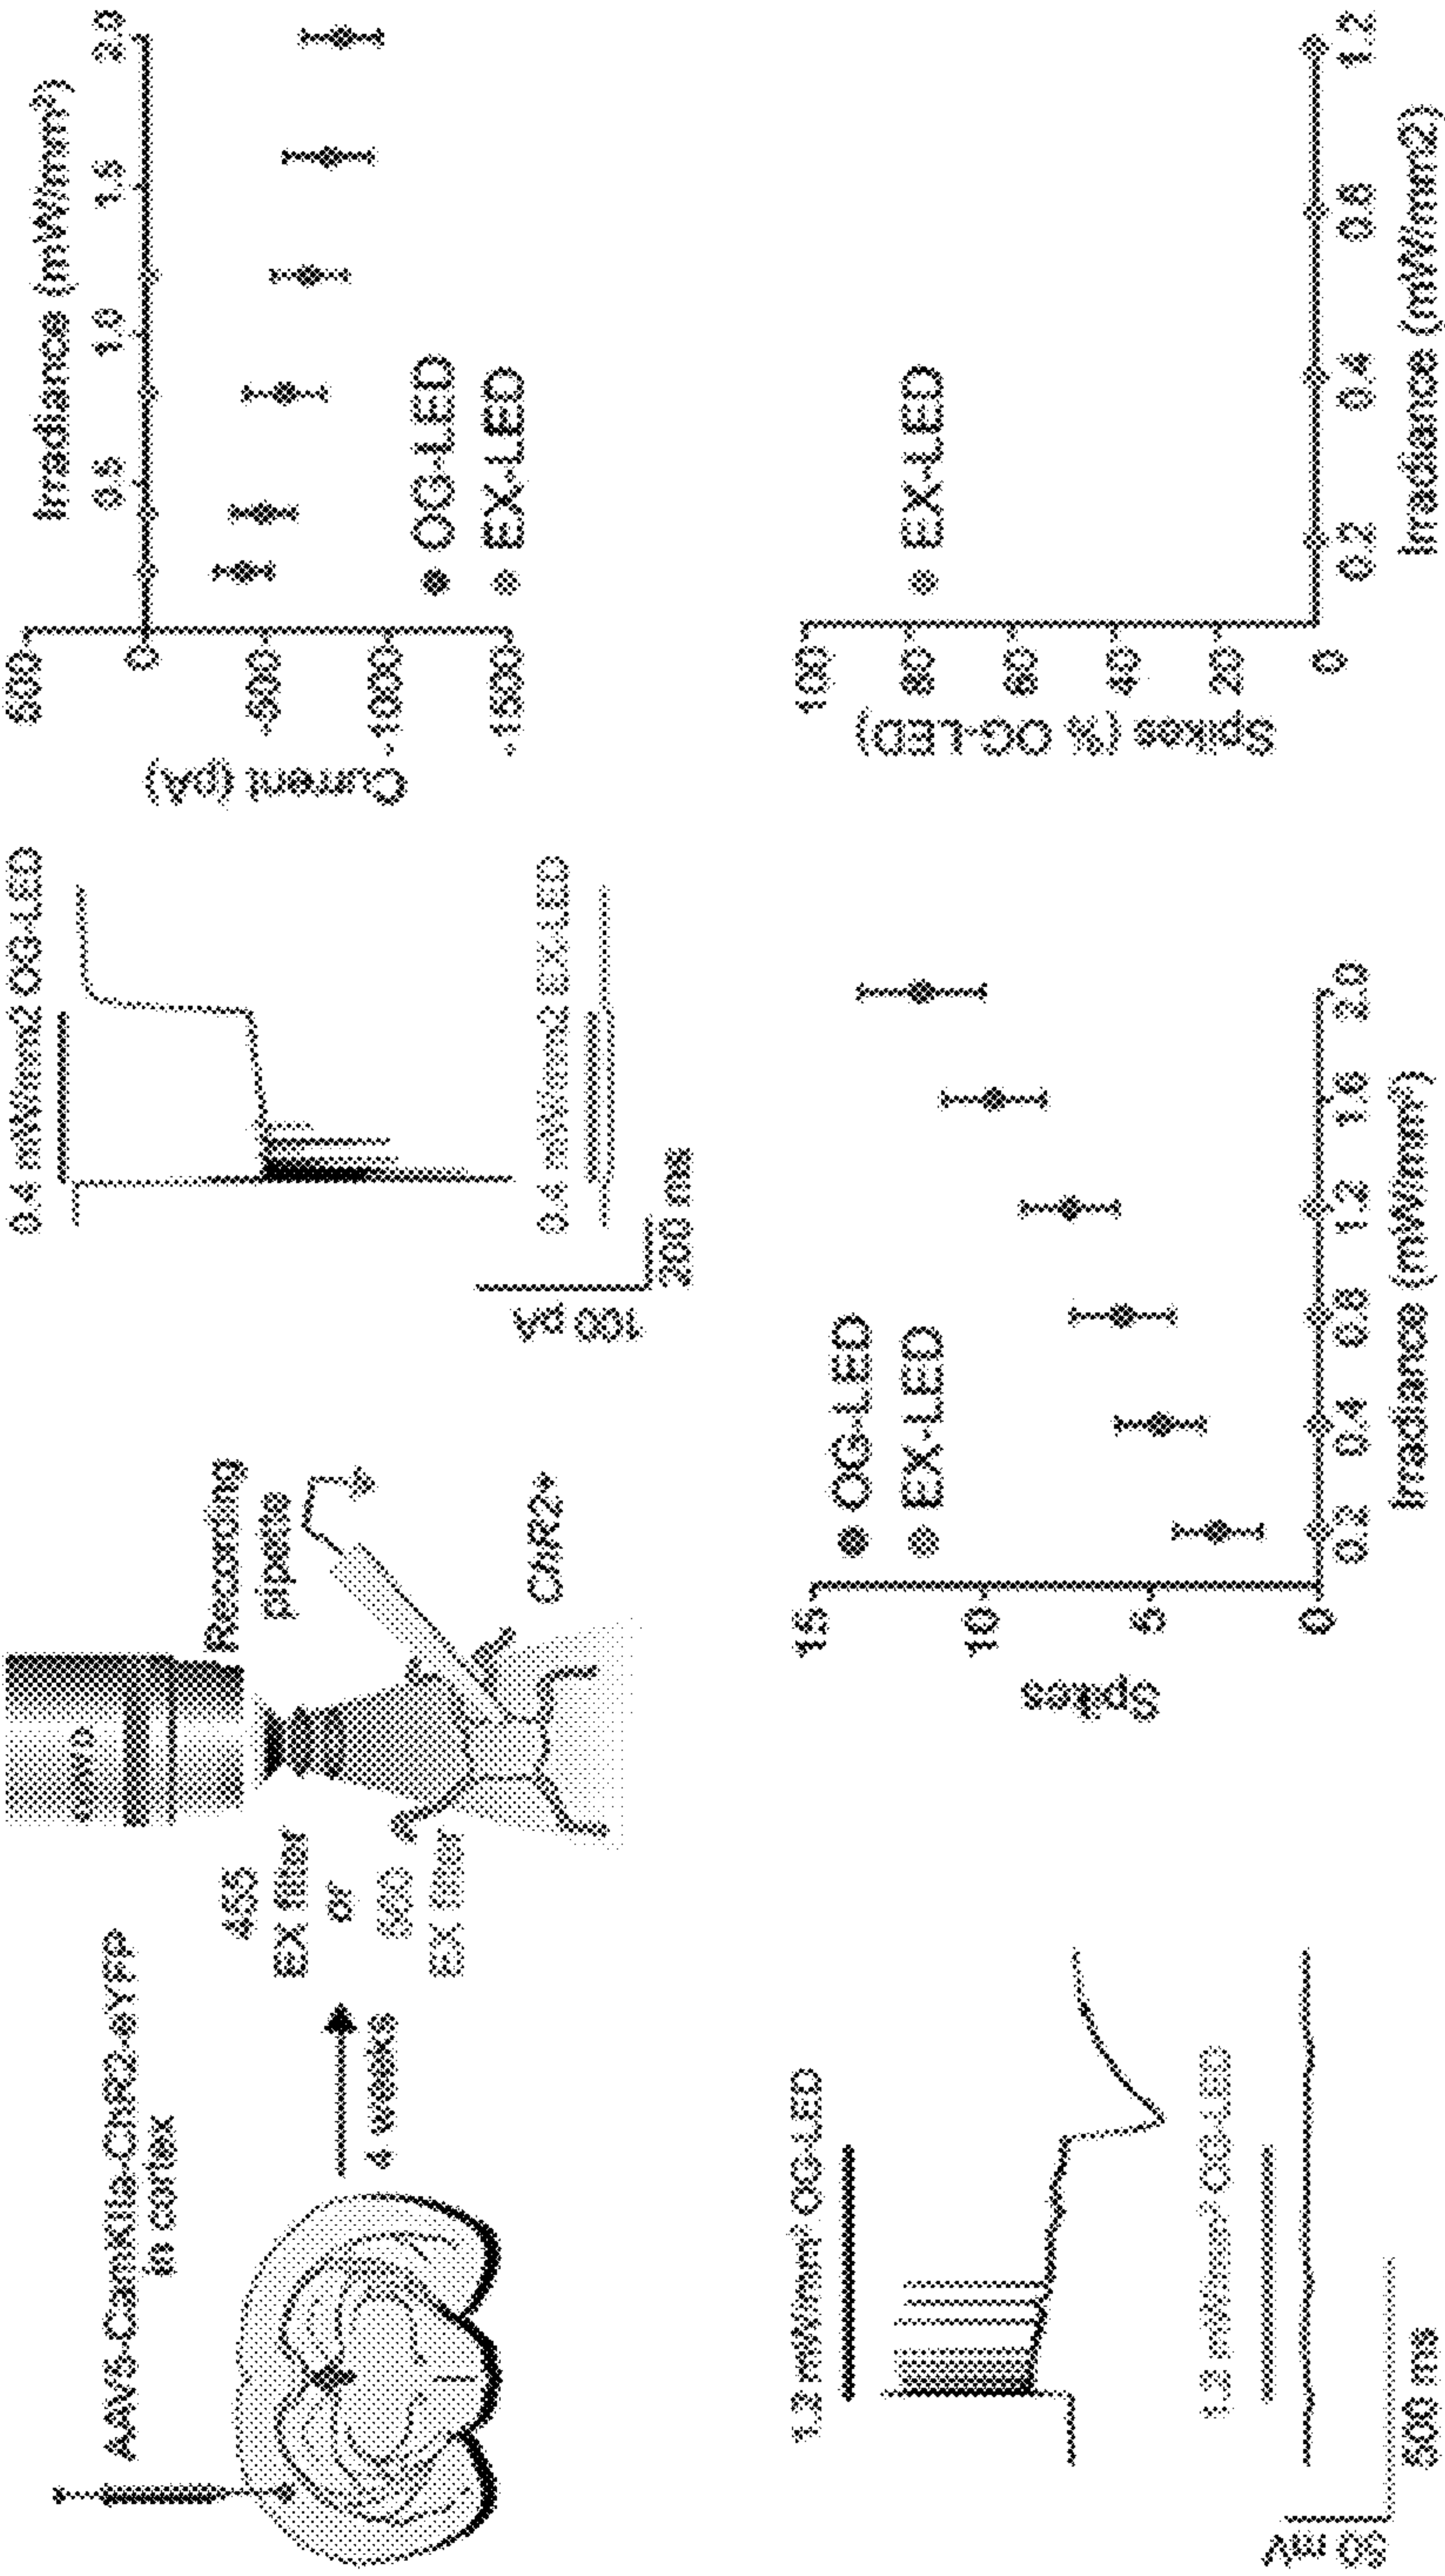 AAV5-CamKIIa-ChR2-eYFP
in cortex
4 weeks
455
EX filter
or
EX filter
Recording
pipette
ChR2+
0.4 mW/mm2 OG-LED
0.4 mW/mm2 EX-LED
100 pA
200 ms
Irradiance (mW/mm²)
0.5
1.0
1.5
2.0
500
0
-500
-1000
-1500
Current (pA)
OG-LED
EX-LED
1.2 mW/mm² OG-LED
1.2 mW/mm² OG-LED
mV
500 ms
15
10
5
0
Spikes
OG-LED
EX-LED
0.2
0.4
0.8
1.2
1.6
2.0
Irradiance (mW/mm²)
100
80
60
40
20
0
Spikes (% OG-LED)
EX-LED
0.2
0.4
0.8
1.2
Irradiance (mW/mm2)